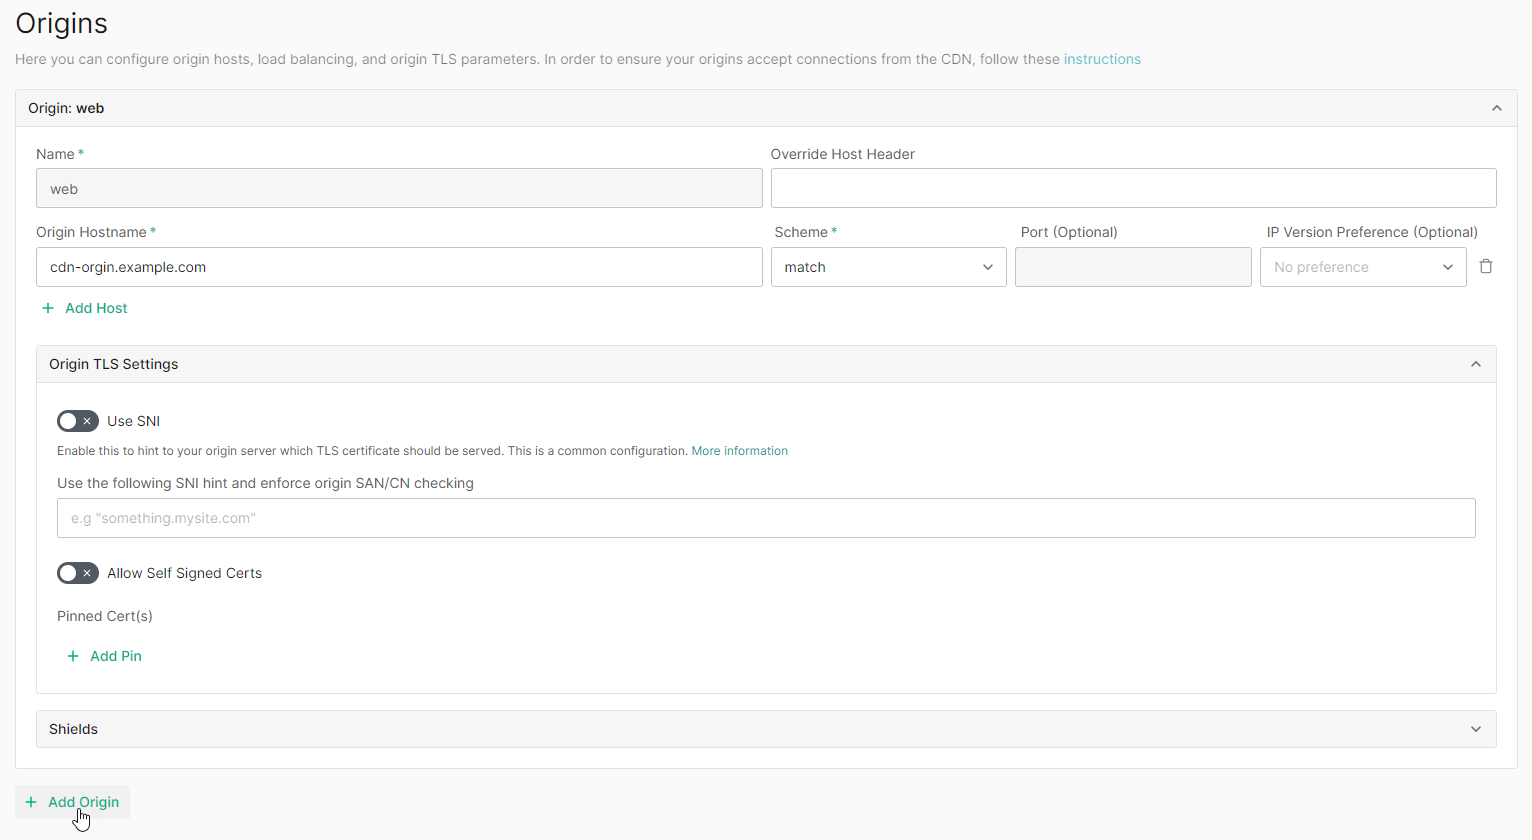 Origins
Here you can configure origin hosts, load balancing, and origin TLS parameters. In order to ensure your origins accept connections from the CDN, follow these instructions
Origin: web
Name *
Override Host Header
web
Origin Hostname *
Scheme *
Port (Optional)
IP Version Preference (Optional)
cdn-orgin.example.com
match
No preference
+ Add Host
Origin TLS Settings
Use SNI
Enable this to hint to your origin server which TLS certificate should be served. This is a common configuration. More information
Use the following SNI hint and enforce origin SAN/CN checking
e.g "something.mysite.com"
Allow Self Signed Certs
Pinned Cert(s)
+ Add Pin
Shields
+ Add Origin